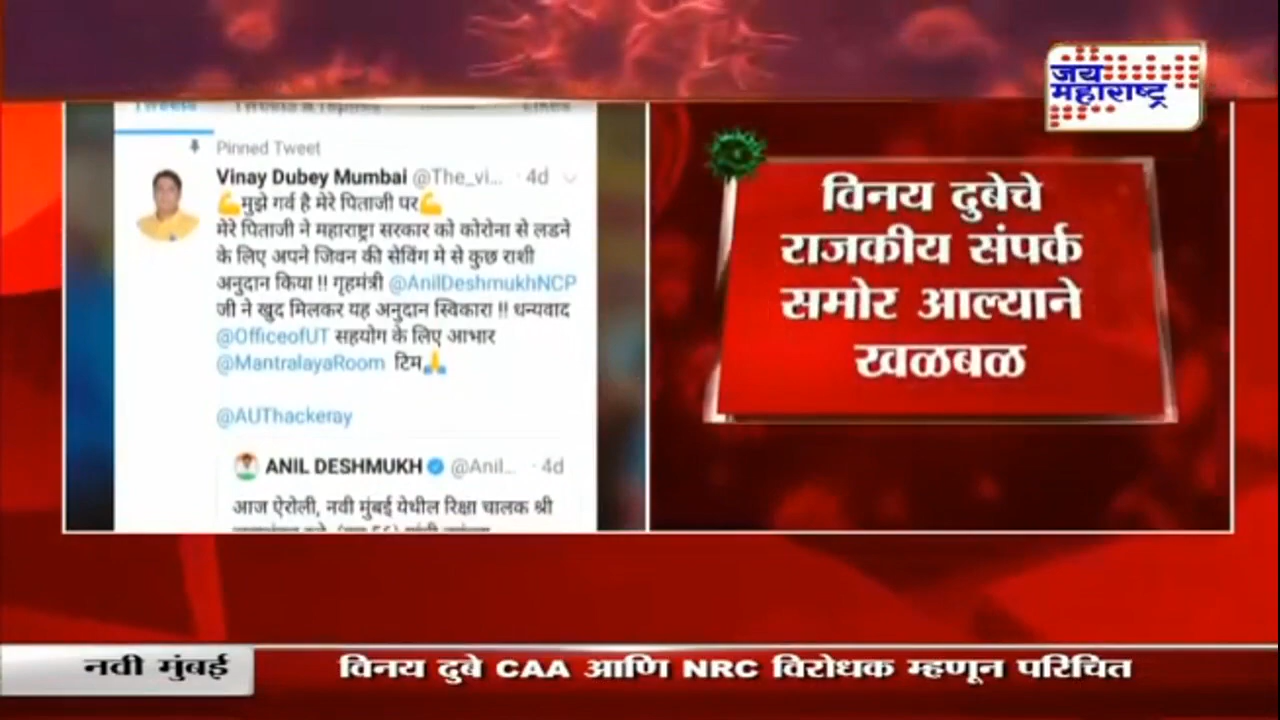 जय
महाराष्ट्र
Pinned Tweet
Vinay Dubey Mumbai @The_vi... · 4d
💪मुझे गर्व है मेरे पिताजी पर💪
मेरे पिताजी ने महाराष्ट्रा सरकार को कोरोना से लडने
के लिए अपने जिवन की सेविंग मे से कुछ राशी
अनुदान किया !! गृहमंत्री @AnilDeshmukhNCP
जी ने खुद मिलकर यह अनुदान स्विकारा !! धन्यवाद
@OfficeofUT सहयोग के लिए आभार
@MantralayaRoom टिम🙏
@AUThackeray
ANIL DESHMUKH @Anil... · 4d
आज ऐरोली, नवी मुंबई येथील रिक्षा चालक श्री
विनय दुबेचे
राजकीय संपर्क
समोर आल्याने
खळबळ
नवी मुंबई
विनय दुबे CAA आणि NRC विरोधक म्हणून परिचित